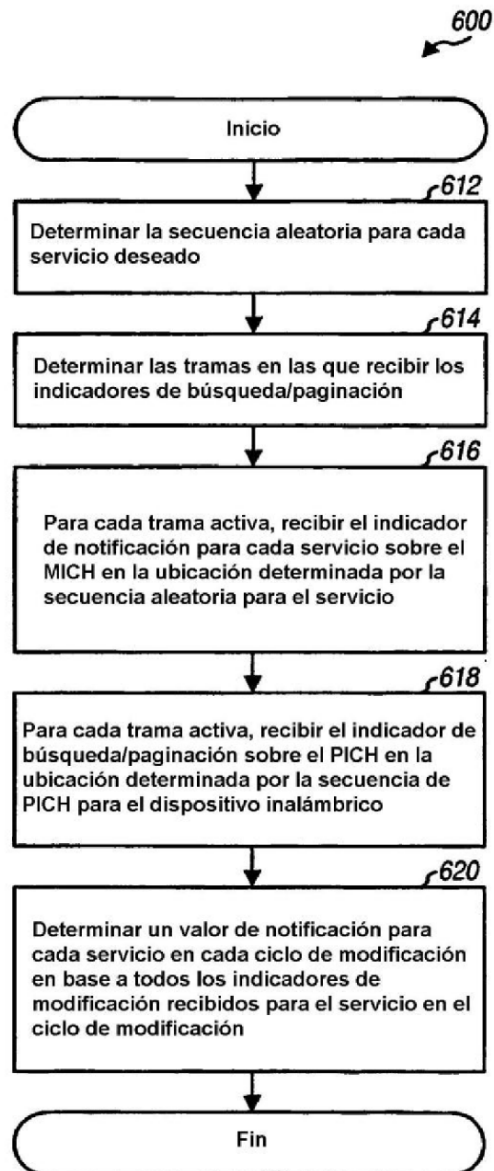 600
Inicio
612
Determinar la secuencia aleatoria para cada
servicio deseado
614
Determinar las tramas en las que recibir los
indicadores de búsqueda/paginación
616
Para cada trama activa, recibir el indicador
de notificación para cada servicio sobre el
MICH en la ubicación determinada por la
secuencia aleatoria para el servicio
618
Para cada trama activa, recibir el indicador de
búsqueda/paginación sobre el PICH en la
ubicación determinada por la secuencia de
PICH para el dispositivo inalámbrico
620
Determinar un valor de notificación para
cada servicio en cada ciclo de modificación
en base a todos los indicadores de
modificación recibidos para el servicio en el
ciclo de modificación
Fin